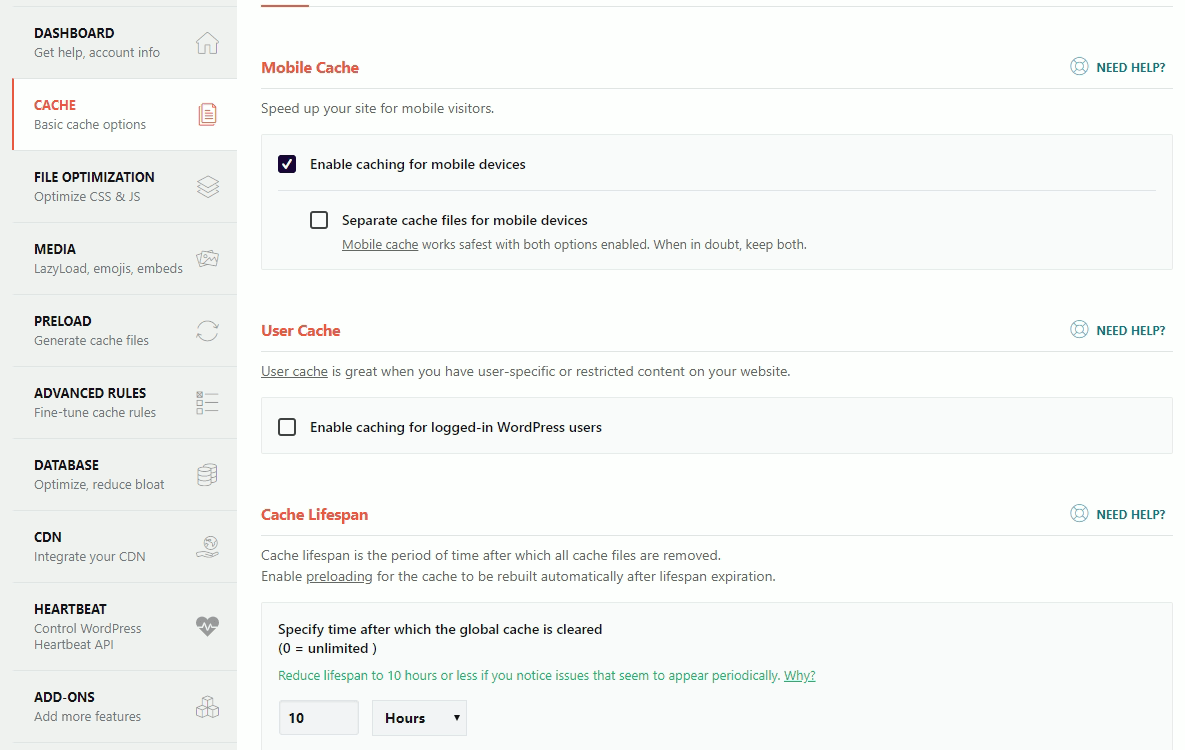 DASHBOARD
Get help, account info
CACHE
Basic cache options
FILE OPTIMIZATION
Optimize CSS & JS
MEDIA
LazyLoad, emojis, embeds
PRELOAD
Generate cache files
ADVANCED RULES
Fine-tune cache rules
DATABASE
Optimize, reduce bloat
CDN
Integrate your CDN
HEARTBEAT
Control WordPress
Heartbeat API
ADD-ONS
Add more features
Mobile Cache
NEED HELP?
Speed up your site for mobile visitors.
Enable caching for mobile devices
Separate cache files for mobile devices
Mobile cache works safest with both options enabled. When in doubt, keep both.
User Cache
NEED HELP?
User cache is great when you have user-specific or restricted content on your website.
Enable caching for logged-in WordPress users
Cache Lifespan
NEED HELP?
Cache lifespan is the period of time after which all cache files are removed.
Enable preloading for the cache to be rebuilt automatically after lifespan expiration.
Specify time after which the global cache is cleared
(0 = unlimited )
Reduce lifespan to 10 hours or less if you notice issues that seem to appear periodically. Why?
10
Hours